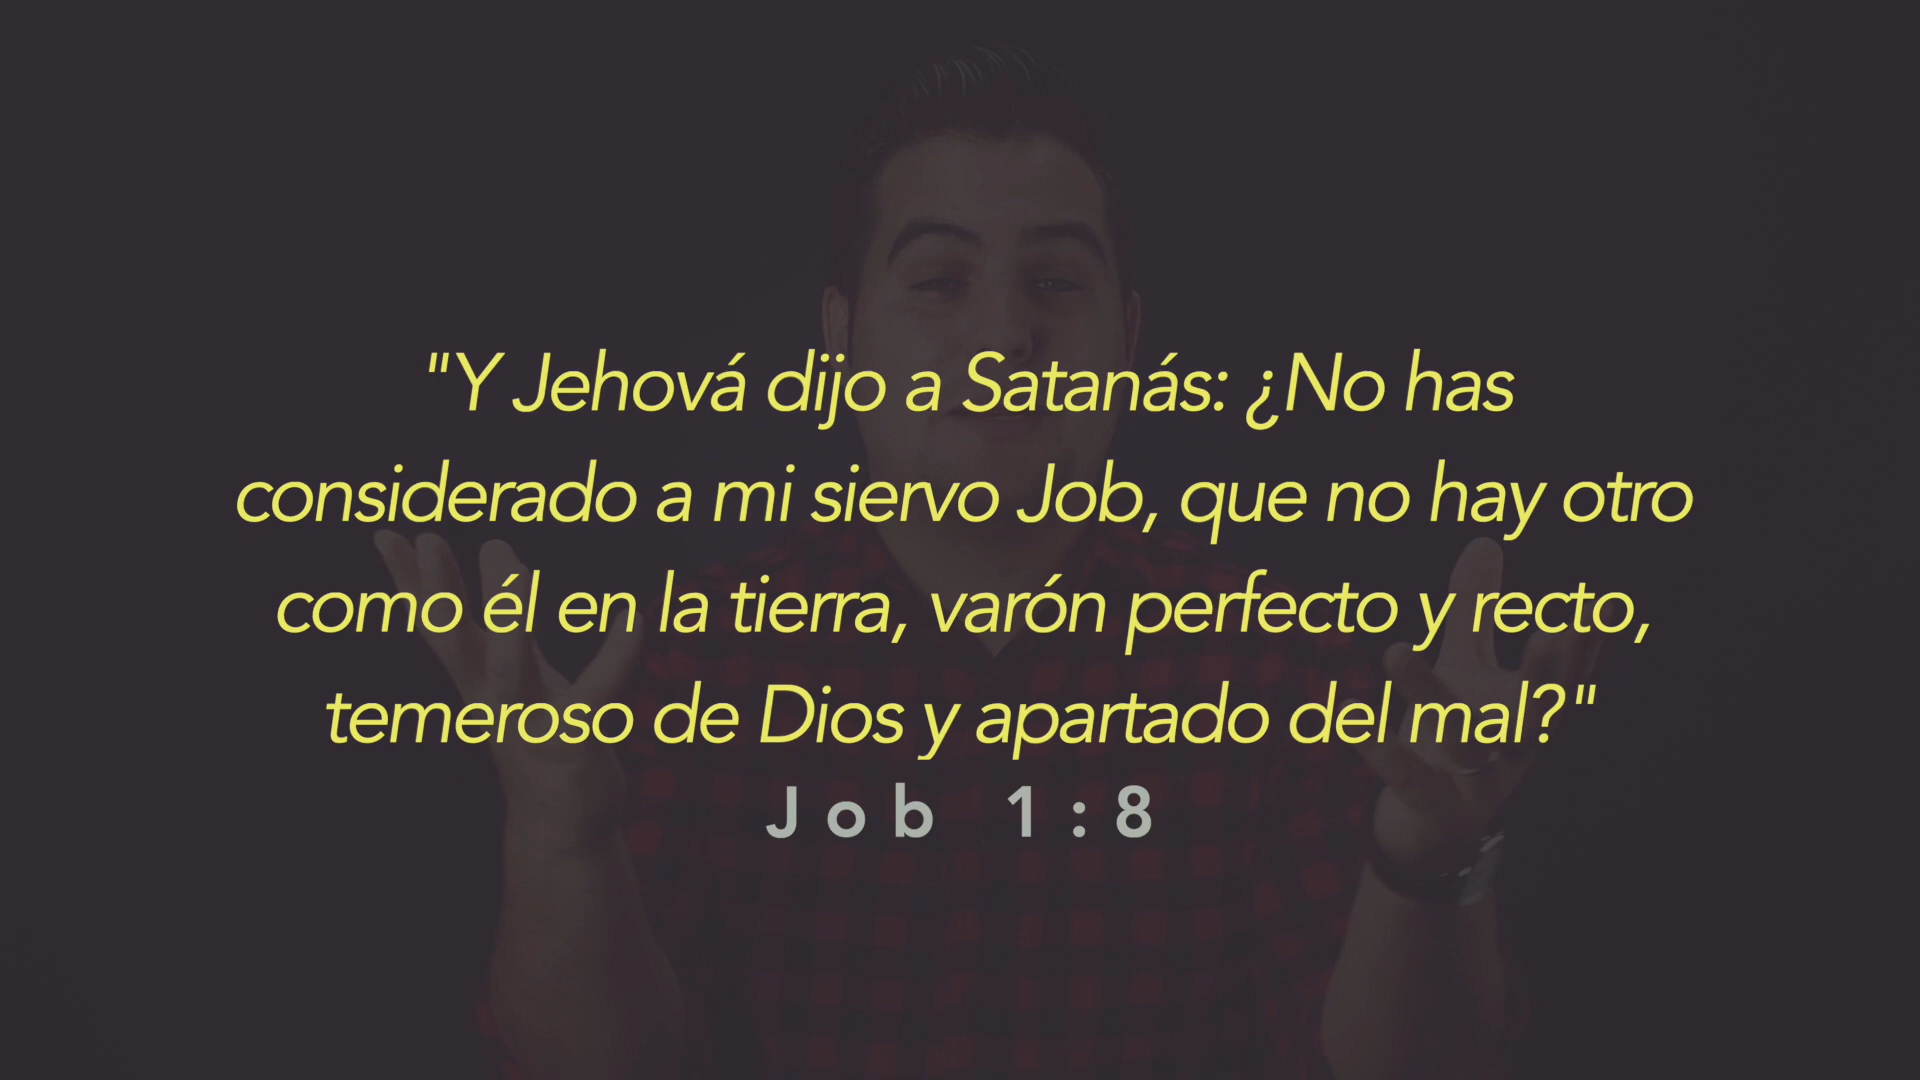 "Y Jehová dijo a Satanás: ¿No has
considerado a mi siervo Job, que no hay otro
como él en la tierra, varón perfecto y recto,
temeroso de Dios y apartado del mal?"
Job 1:8